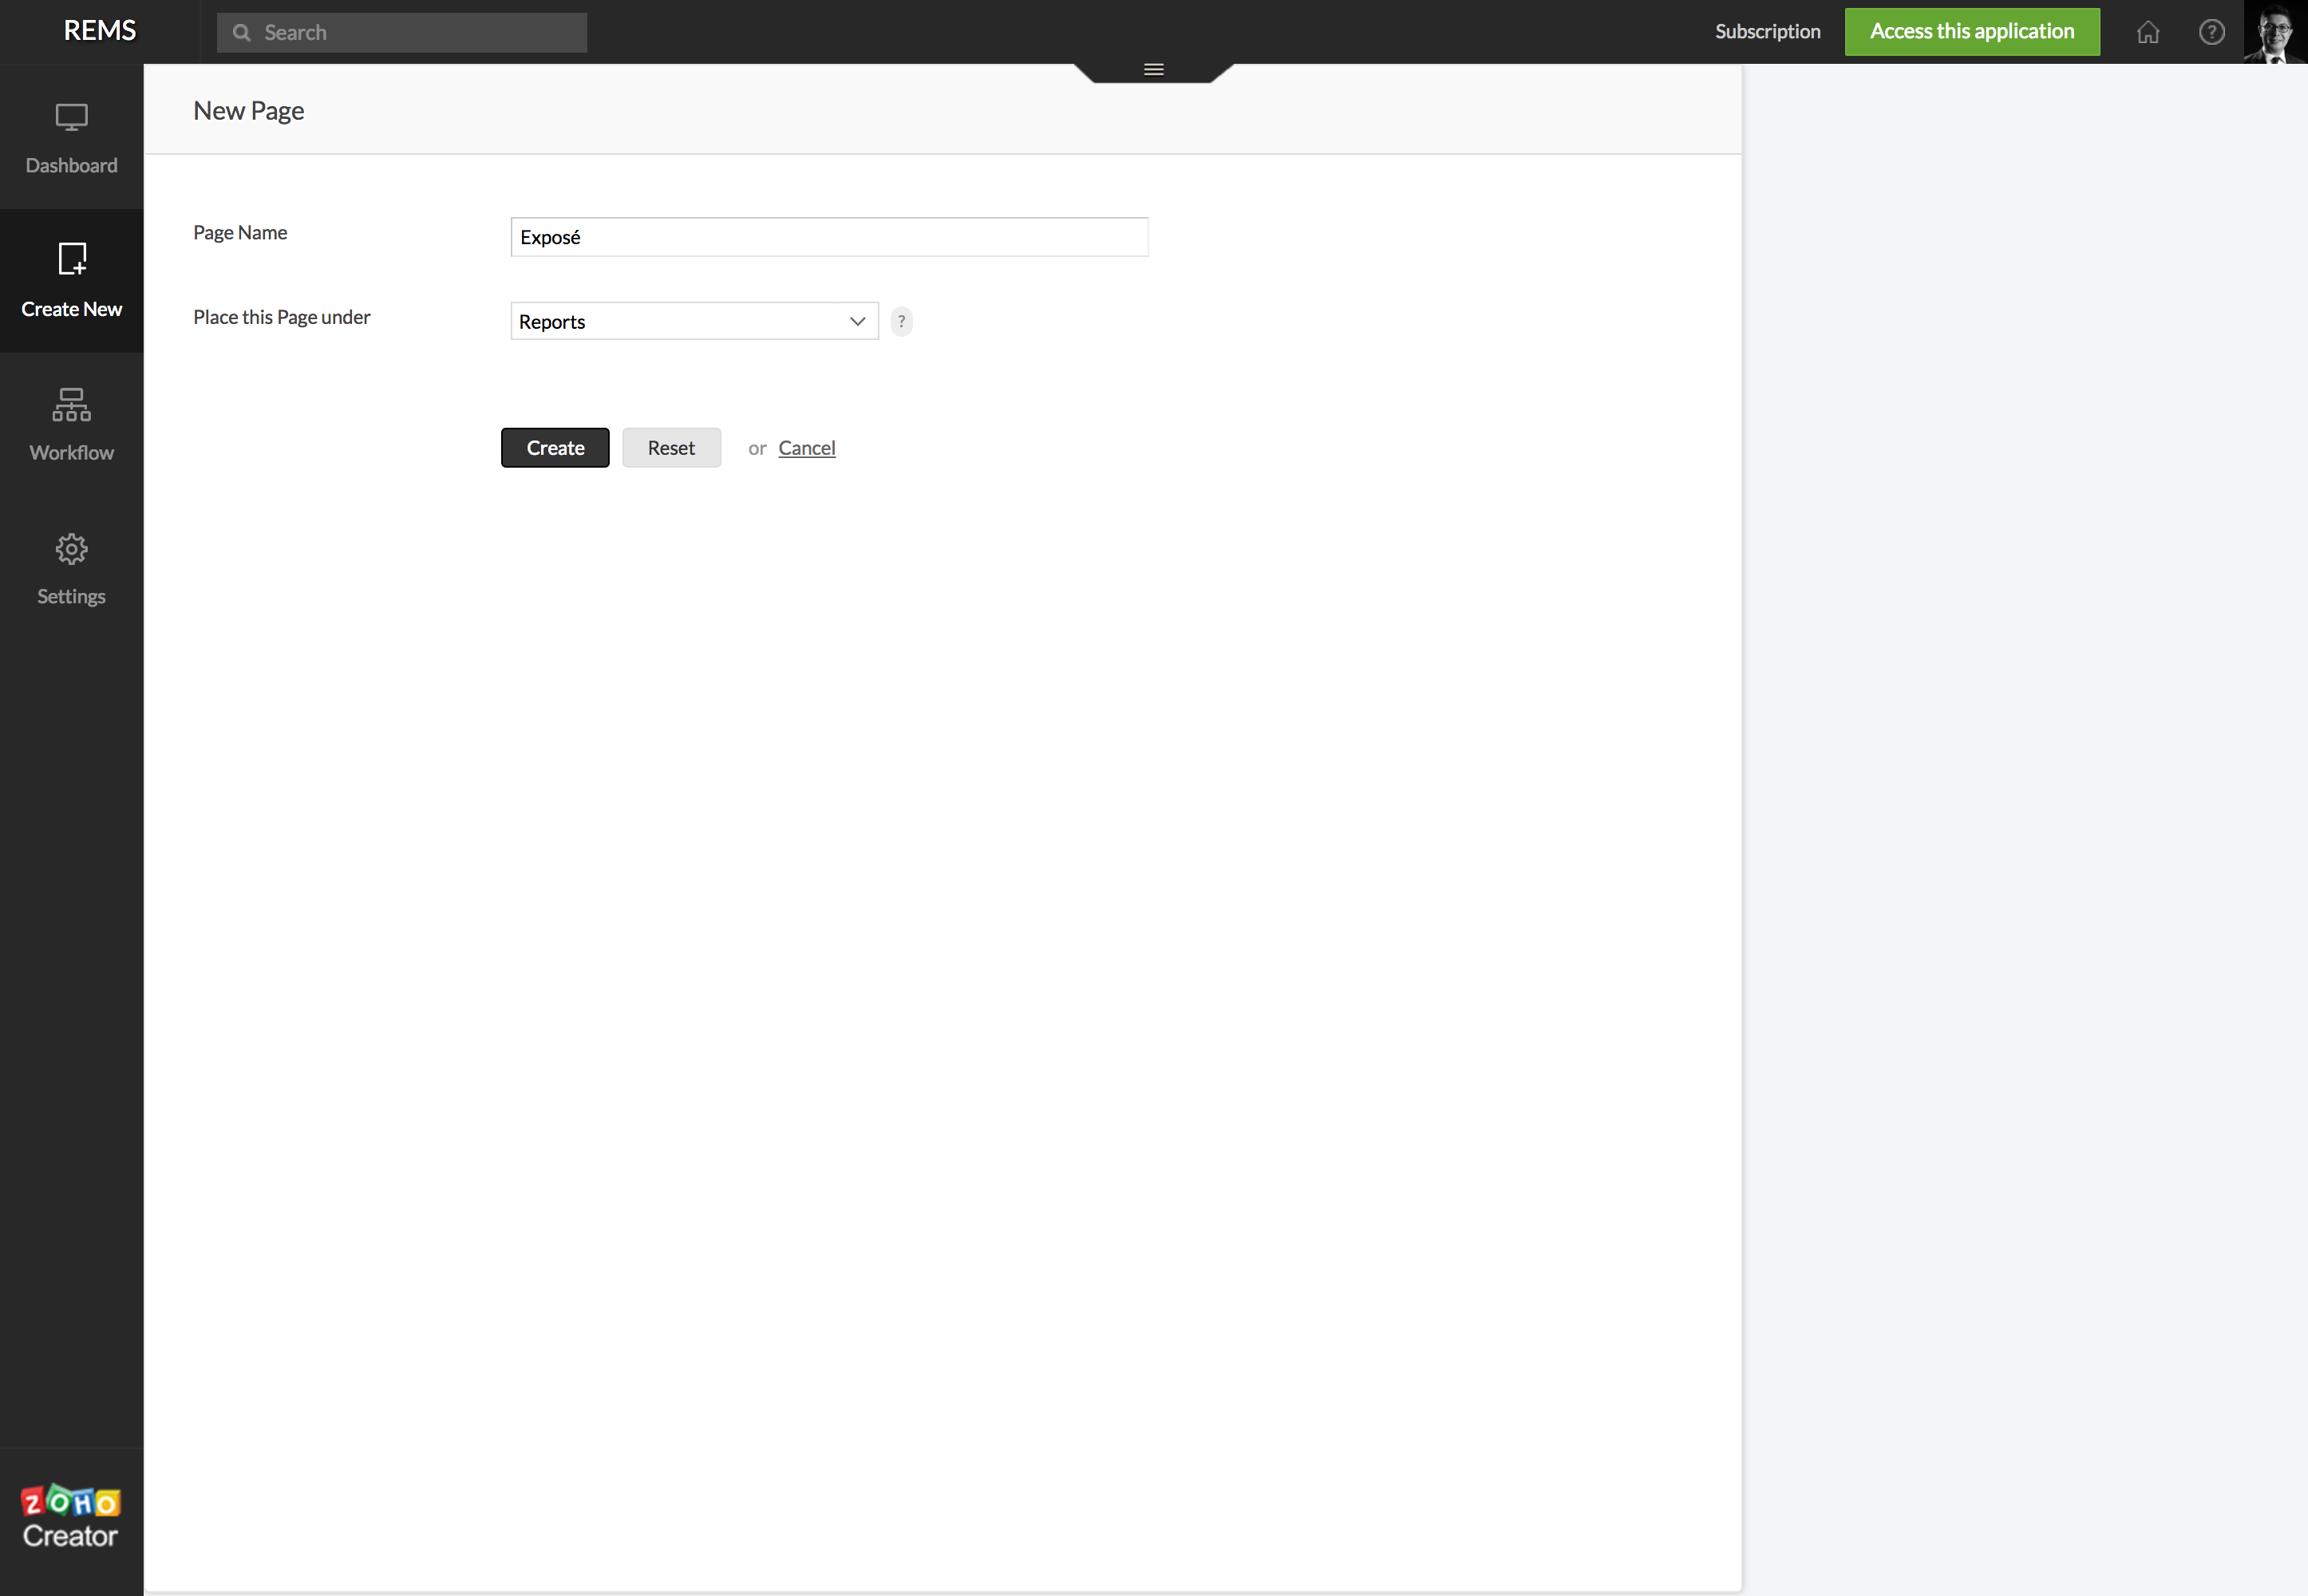 REMS
Search
Subscription
Access this application
?
Dashboard
Create New
Workflow
Settings
ZOHO
Creator
New Page
Page Name
Exposé
Place this Page under
Reports
?
Create
Reset
or Cancel